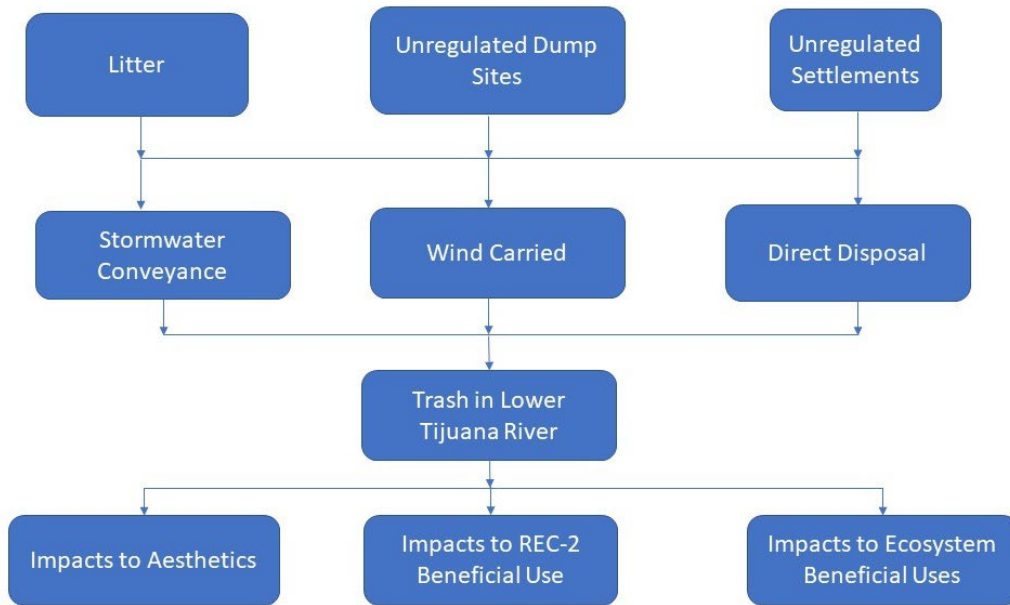 Litter
Unregulated Dump
Sites
Unregulated
Settlements
Stormwater
Conveyance
Wind Carried
Direct Disposal
Trash in Lower
Tijuana River
Impacts to Aesthetics
Impacts to REC-2
Beneficial Use
Impacts to Ecosystem
Beneficial Uses